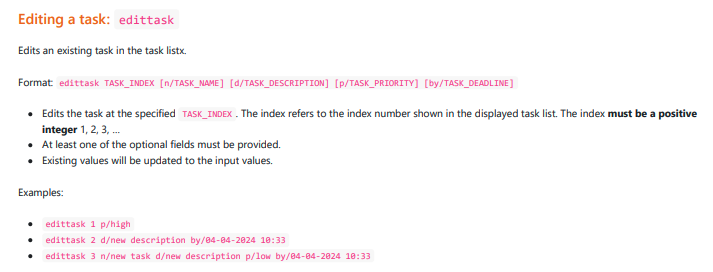 Editing a task: edittask
Edits an existing task in the task listx.
Format: edittask TASK_INDEX [n/TASK_NAME] [d/TASK_DESCRIPTION] [p/TASK_PRIORITY] [by/TASK_DEADLINE]
• Edits the task at the specified TASK_INDEX . The index refers to the index number shown in the displayed task list. The index must be a positive
integer 1, 2, 3, …
• At least one of the optional fields must be provided.
• Existing values will be updated to the input values.
Examples:
• edittask 1 p/high
• edittask 2 d/new description by/04-04-2024 10:33
• edittask 3 n/new task d/new description p/low by/04-04-2024 10:33